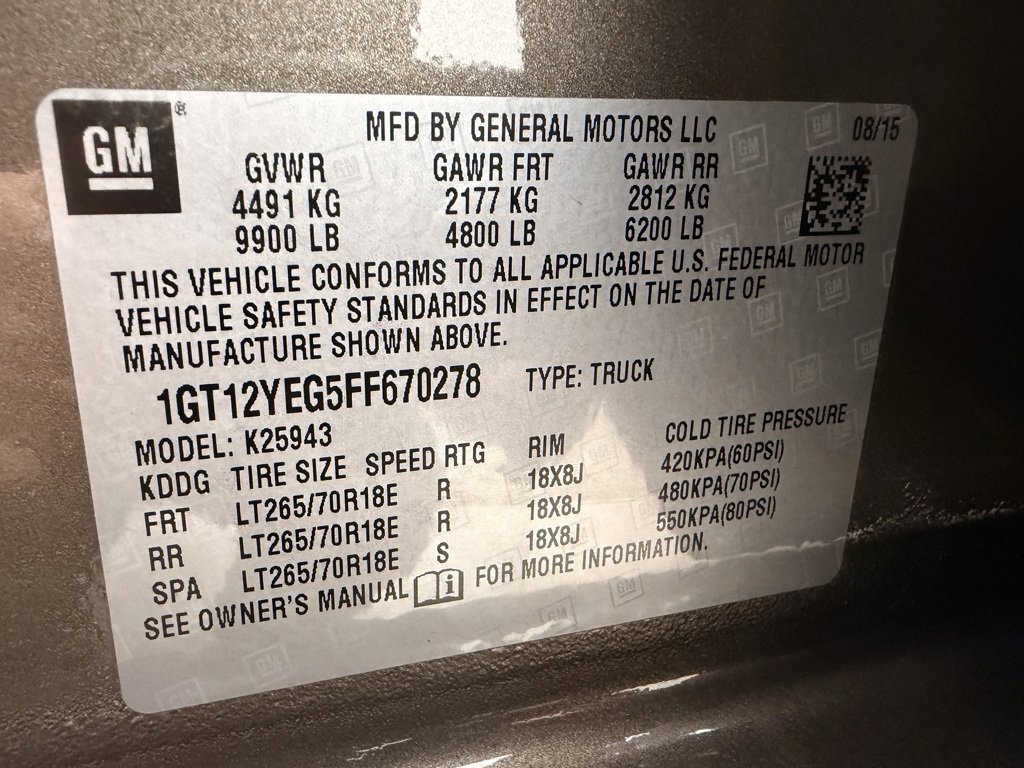 GM ®
MFD BY GENERAL MOTORS LLC 08/15
GVWR GAWR FRT GAWR RR
4491 KG 2177 KG 2812 KG
9900 LB 4800 LB 6200 LB
THIS VEHICLE CONFORMS TO ALL APPLICABLE U.S. FEDERAL MOTOR
VEHICLE SAFETY STANDARDS IN EFFECT ON THE DATE OF
MANUFACTURE SHOWN ABOVE.
1GT12YEG5FF670278 TYPE: TRUCK
MODEL: K25943
KDDG TIRE SIZE SPEED RTG RIM COLD TIRE PRESSURE
FRT LT265/70R18E R 18X8J 420KPA(60PSI)
RR LT265/70R18E R 18X8J 480KPA(70PSI)
SPA LT265/70R18E S 18X8J 550KPA(80PSI)
SEE OWNER'S MANUAL i FOR MORE INFORMATION.